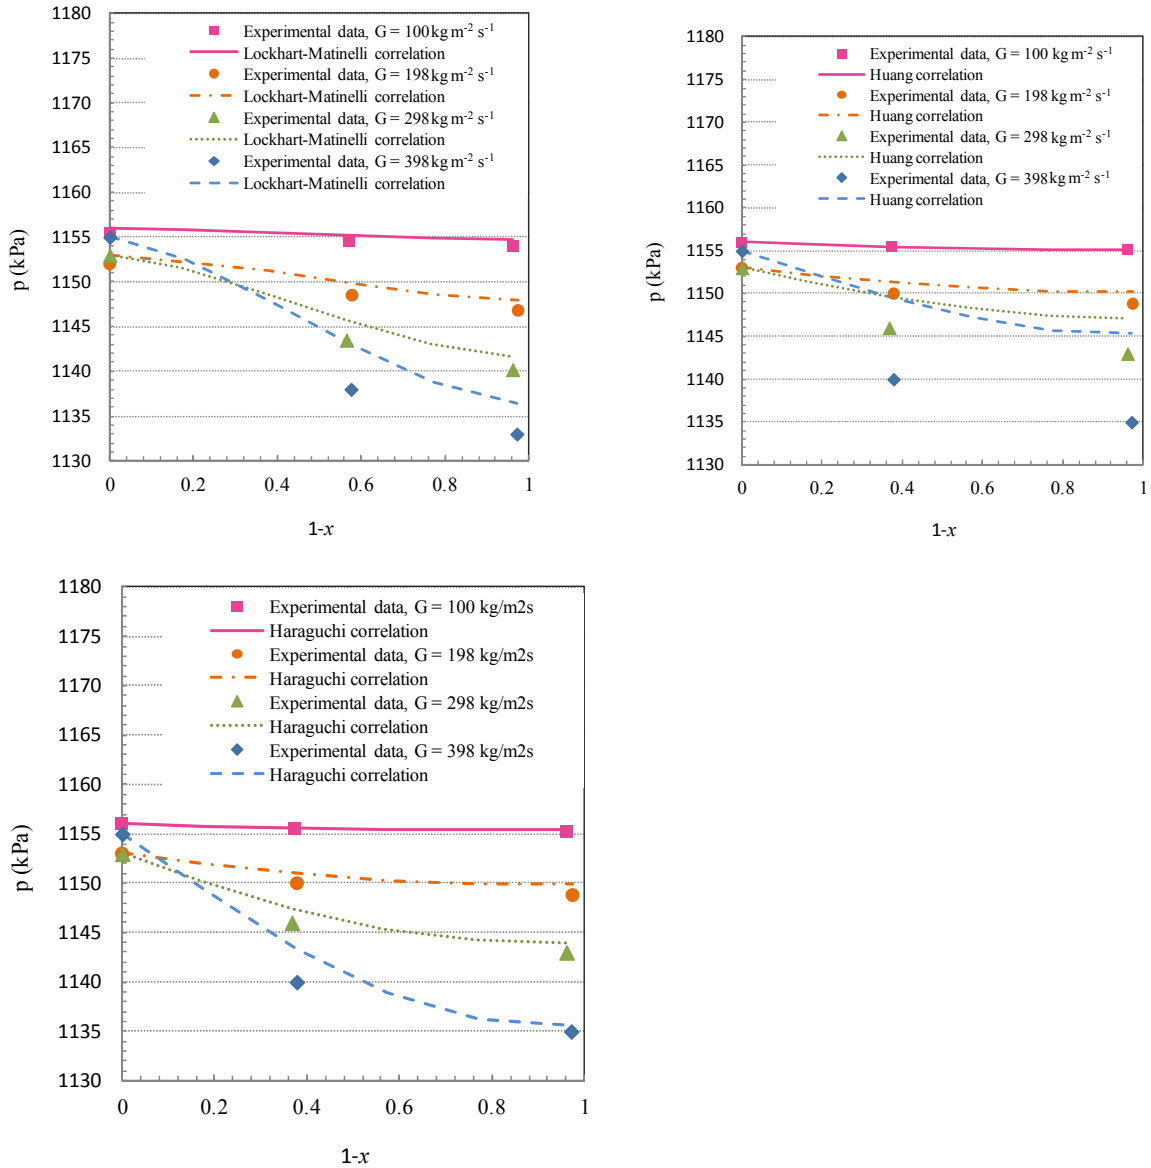 1180
1175
1170
1165
1160
1155
1150
1145
1140
1135
1130
p (kPa)
Experimental data, G = 100 kg m-2 s-1
Lockhart-Matinelli correlation
Experimental data, G = 198 kg m-2 s-1
Lockhart-Matinelli correlation
Experimental data, G = 298 kg m-2 s-1
Lockhart-Matinelli correlation
Experimental data, G = 398 kg m-2 s-1
Lockhart-Matinelli correlation
0 0.2 0.4 0.6 0.8 1
1-x
1180
1175
1170
1165
1160
1155
1150
1145
1140
1135
1130
p (kPa)
Experimental data, G = 100 kg m-2 s-1
Huang correlation
Experimental data, G = 198 kg m-2 s-1
Huang correlation
Experimental data, G = 298 kg m-2 s-1
Huang correlation
Experimental data, G = 398 kg m-2 s-1
Huang correlation
0 0.2 0.4 0.6 0.8 1
1-x
1180
1175
1170
1165
1160
1155
1150
1145
1140
1135
1130
p (kPa)
Experimental data, G = 100 kg/m2s
Haraguchi correlation
Experimental data, G = 198 kg/m2s
Haraguchi correlation
Experimental data, G = 298 kg/m2s
Haraguchi correlation
Experimental data, G = 398 kg/m2s
Haraguchi correlation
0 0.2 0.4 0.6 0.8 1
1-x